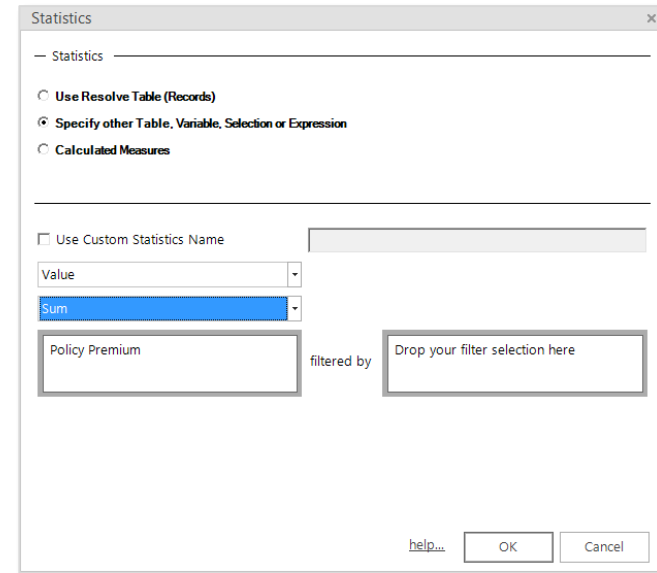 Statistics
Statistics
Use Resolve Table (Records)
Specify other Table, Variable, Selection or Expression
Calculated Measures
Use Custom Statistics Name
Value
Sum
Policy Premium
filtered by
Drop your filter selection here
help...
OK
Cancel